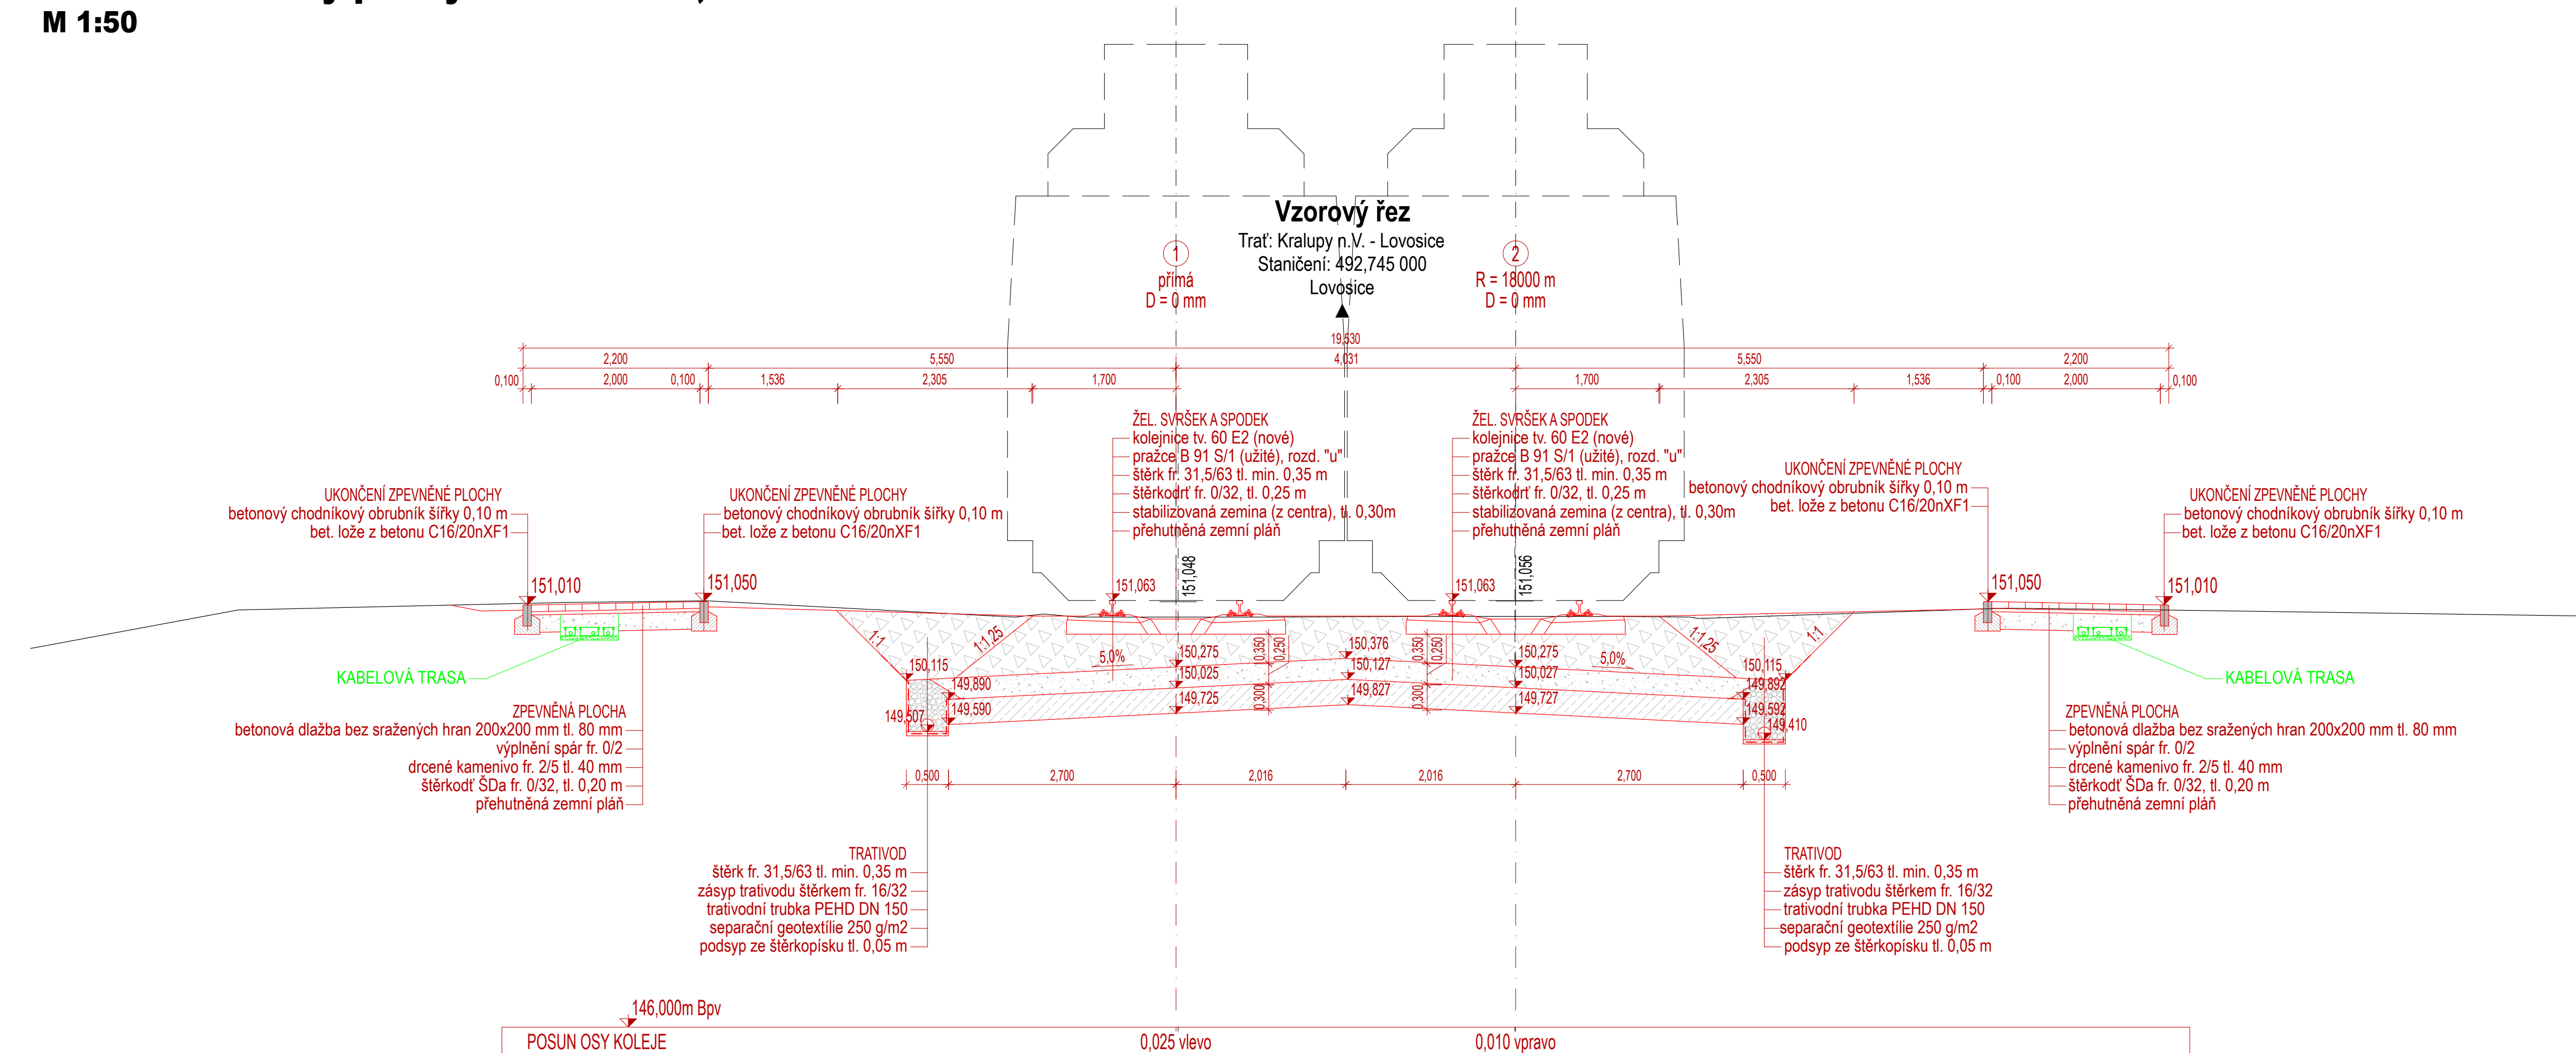 M 1:50
Vzorový řez
Trať: Kralupy n.V. - Lovosice
Staničení: 492,745 000
Lovosice
1
přímá
D = 0 mm
2
R = 18000 m
D = 0 mm
19,530
2,200
5,550
4,031
5,550
2,200
0,100
2,000
0,100
1,536
2,305
1,700
1,700
2,305
1,536
0,100
2,000
0,100
ŽEL. SVRŠEK A SPODEK
kolejnice tv. 60 E2 (nové)
pražce B 91 S/1 (užité), rozd. "u"
štěrk fr. 31,5/63 tl. min. 0,35 m
štěrkodrť fr. 0/32, tl. 0,25 m
stabilizovaná zemina (z centra), tl. 0,30m
přehutněná zemní pláň
ŽEL. SVRŠEK A SPODEK
kolejnice tv. 60 E2 (nové)
pražce B 91 S/1 (užité), rozd. "u"
štěrk fr. 31,5/63 tl. min. 0,35 m
štěrkodrť fr. 0/32, tl. 0,25 m
stabilizovaná zemina (z centra), tl. 0,30m
přehutněná zemní pláň
UKONČENÍ ZPEVNĚNÉ PLOCHY
betonový chodníkový obrubník šířky 0,10 m
bet. lože z betonu C16/20nXF1
UKONČENÍ ZPEVNĚNÉ PLOCHY
betonový chodníkový obrubník šířky 0,10 m
bet. lože z betonu C16/20nXF1
UKONČENÍ ZPEVNĚNÉ PLOCHY
betonový chodníkový obrubník šířky 0,10 m
bet. lože z betonu C16/20nXF1
UKONČENÍ ZPEVNĚNÉ PLOCHY
betonový chodníkový obrubník šířky 0,10 m
bet. lože z betonu C16/20nXF1
151,010
151,050
151,063
151,048
151,063
151,056
151,050
151,010
1:1
1:1,25
5,0%
150,275
0,350
0,250
150,376
0,350
0,250
150,275
5,0%
1:1,25
1:1
150,115
150,025
150,127
150,027
150,115
149,890
149,725
0,300
149,827
0,300
149,727
149,892
149,507
149,590
149,592
149,410
KABELOVÁ TRASA
KABELOVÁ TRASA
ZPEVNĚNÁ PLOCHA
betonová dlažba bez sražených hran 200x200 mm tl. 80 mm
výplnění spár fr. 0/2
drcené kamenivo fr. 2/5 tl. 40 mm
štěrkodť ŠDa fr. 0/32, tl. 0,20 m
přehutněná zemní pláň
ZPEVNĚNÁ PLOCHA
betonová dlažba bez sražených hran 200x200 mm tl. 80 mm
výplnění spár fr. 0/2
drcené kamenivo fr. 2/5 tl. 40 mm
štěrkodť ŠDa fr. 0/32, tl. 0,20 m
přehutněná zemní pláň
0,500
2,700
2,016
2,016
2,700
0,500
TRATIVOD
štěrk fr. 31,5/63 tl. min. 0,35 m
zásyp trativodu štěrkem fr. 16/32
trativodní trubka PEHD DN 150
separační geotextílie 250 g/m2
podsyp ze štěrkopísku tl. 0,05 m
TRATIVOD
štěrk fr. 31,5/63 tl. min. 0,35 m
zásyp trativodu štěrkem fr. 16/32
trativodní trubka PEHD DN 150
separační geotextílie 250 g/m2
podsyp ze štěrkopísku tl. 0,05 m
146,000m Bpv
POSUN OSY KOLEJE
0,025 vlevo
0,010 vpravo